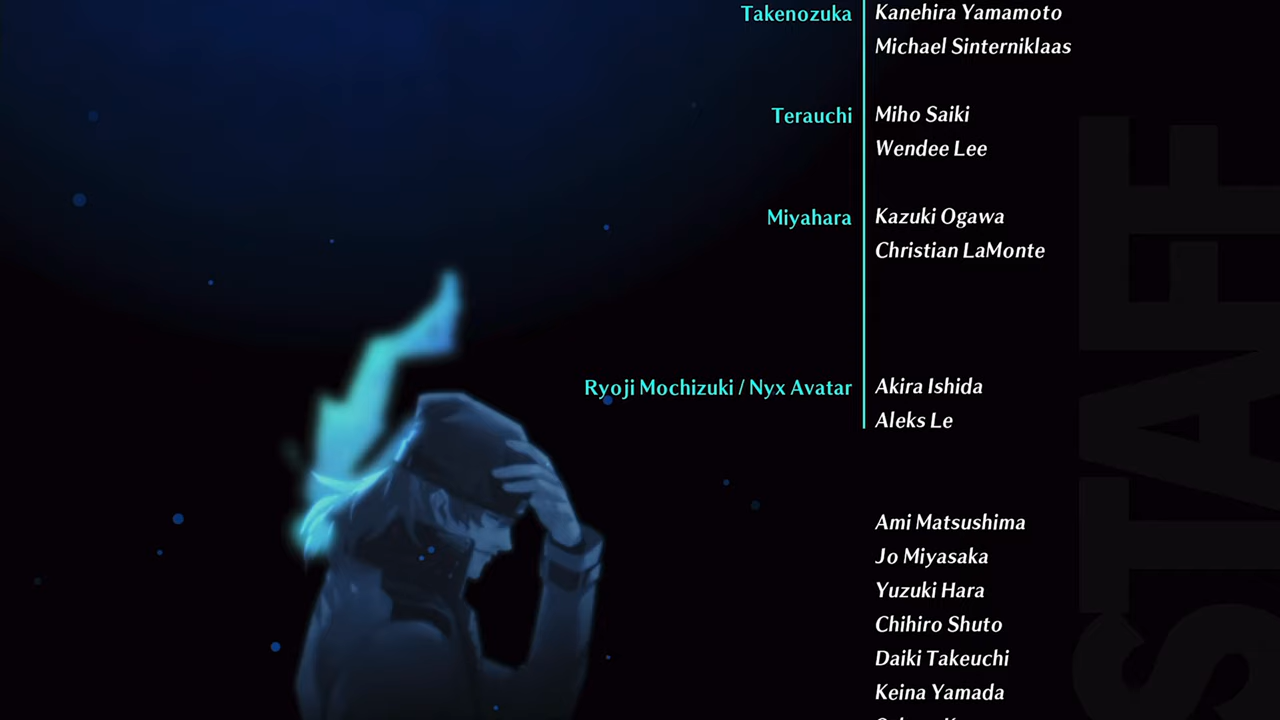 Takenozuka Kanehira Yamamoto
Michael Sinterniklaas
Terauchi Miho Saiki
Wendee Lee
Miyahara Kazuki Ogawa
Christian LaMonte
Ryoji Mochizuki / Nyx Avatar Akira Ishida
Aleks Le
Ami Matsushima
Jo Miyasaka
Yuzuki Hara
Chihiro Shuto
Daiki Takeuchi
Keina Yamada
STAFF